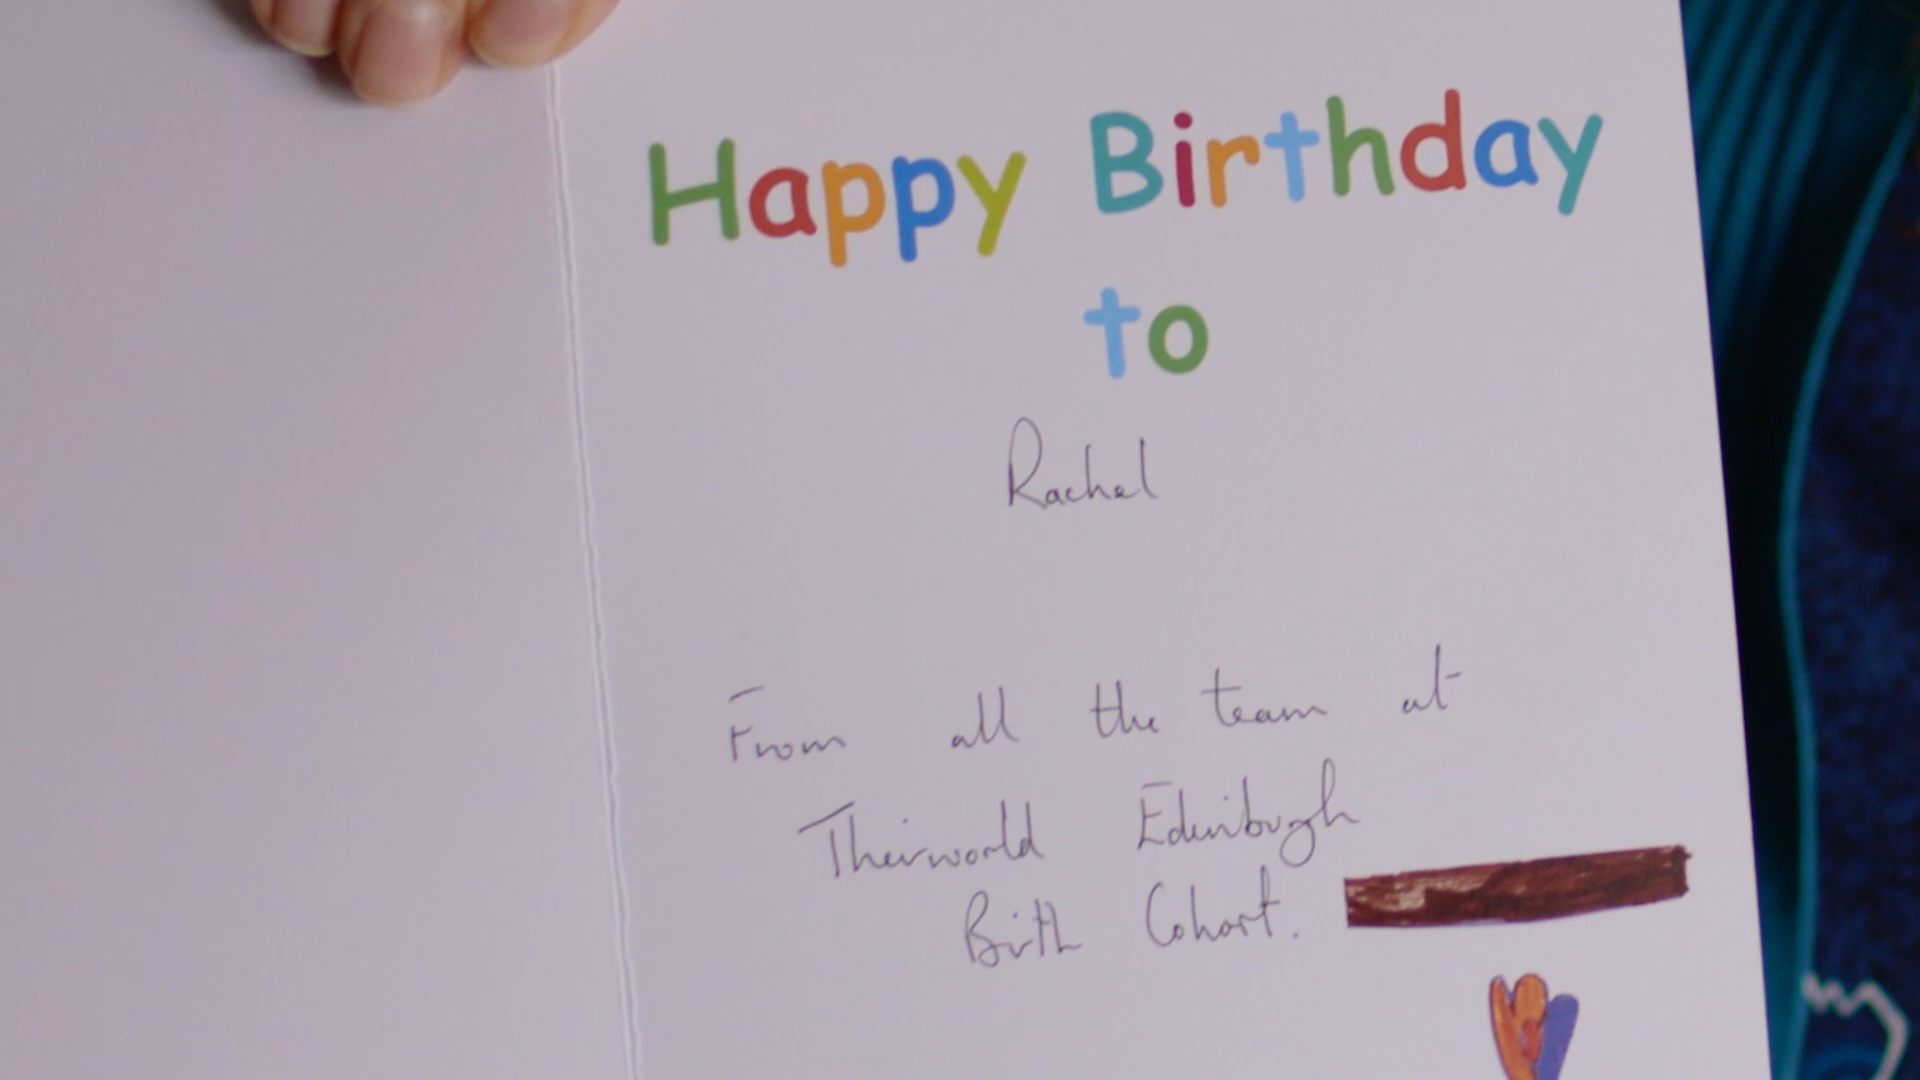 Happy Birthday
to
Rachel
From all the team at
Theirworld Edinburgh
Birth Cohort.